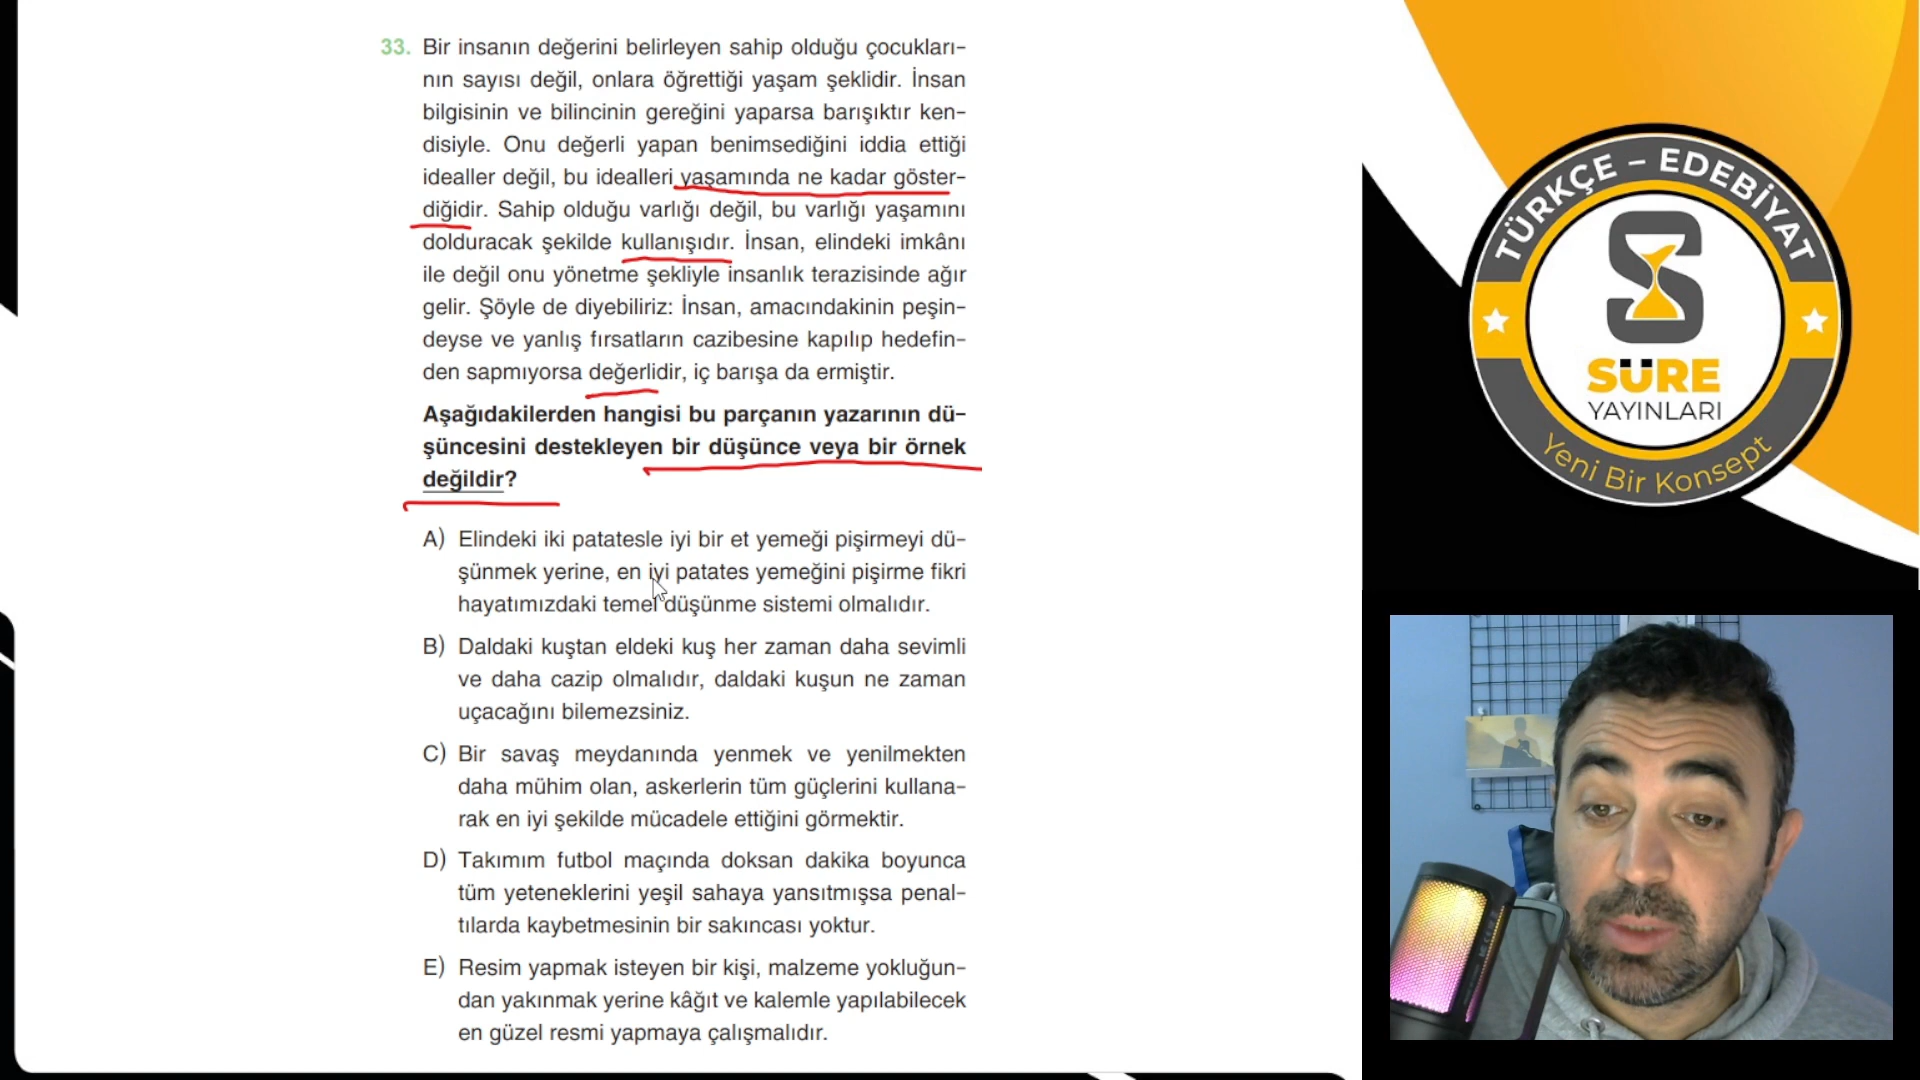 33. Bir insanın değerini belirleyen sahip olduğu çocukları-
nın sayısı değil, onlara öğrettiği yaşam şeklidir. İnsan
bilgisinin ve bilincinin gereğini yaparsa barışıktır ken-
disiyle. Onu değerli yapan benimsediğini iddia ettiği
idealler değil, bu idealleri yaşamında ne kadar göster-
diğidir. Sahip olduğu varlığı değil, bu varlığı yaşamını
dolduracak şekilde kullanışıdır. İnsan, elindeki imkânı
ile değil onu yönetme şekliyle insanlık terazisinde ağır
gelir. Şöyle de diyebiliriz: İnsan, amacındakinin peşin-
deyse ve yanlış fırsatların cazibesine kapılıp hedefin-
den sapmıyorsa değerlidir, iç barışa da ermiştir.
Aşağıdakilerden hangisi bu parçanın yazarının dü-
şüncesini destekleyen bir düşünce veya bir örnek
değildir?
A) Elindeki iki patatesle iyi bir et yemeği pişirmeyi dü-
şünmek yerine, en iyi patates yemeğini pişirme fikri
hayatımızdaki temel düşünme sistemi olmalıdır.
B) Daldaki kuştan eldeki kuş her zaman daha sevimli
ve daha cazip olmalıdır, daldaki kuşun ne zaman
uçacağını bilemezsiniz.
C) Bir savaş meydanında yenmek ve yenilmekten
daha mühim olan, askerlerin tüm güçlerini kullana-
rak en iyi şekilde mücadele ettiğini görmektir.
D) Takımım futbol maçında doksan dakika boyunca
tüm yeteneklerini yeşil sahaya yansıtmışsa penal-
tılarda kaybetmesinin bir sakıncası yoktur.
E) Resim yapmak isteyen bir kişi, malzeme yokluğun-
dan yakınmak yerine kâğıt ve kalemle yapılabilecek
en güzel resmi yapmaya çalışmalıdır.
TÜRKÇE – EDEBİYAT
S
SÜRE
YAYINLARI
Yeni Bir Konsept